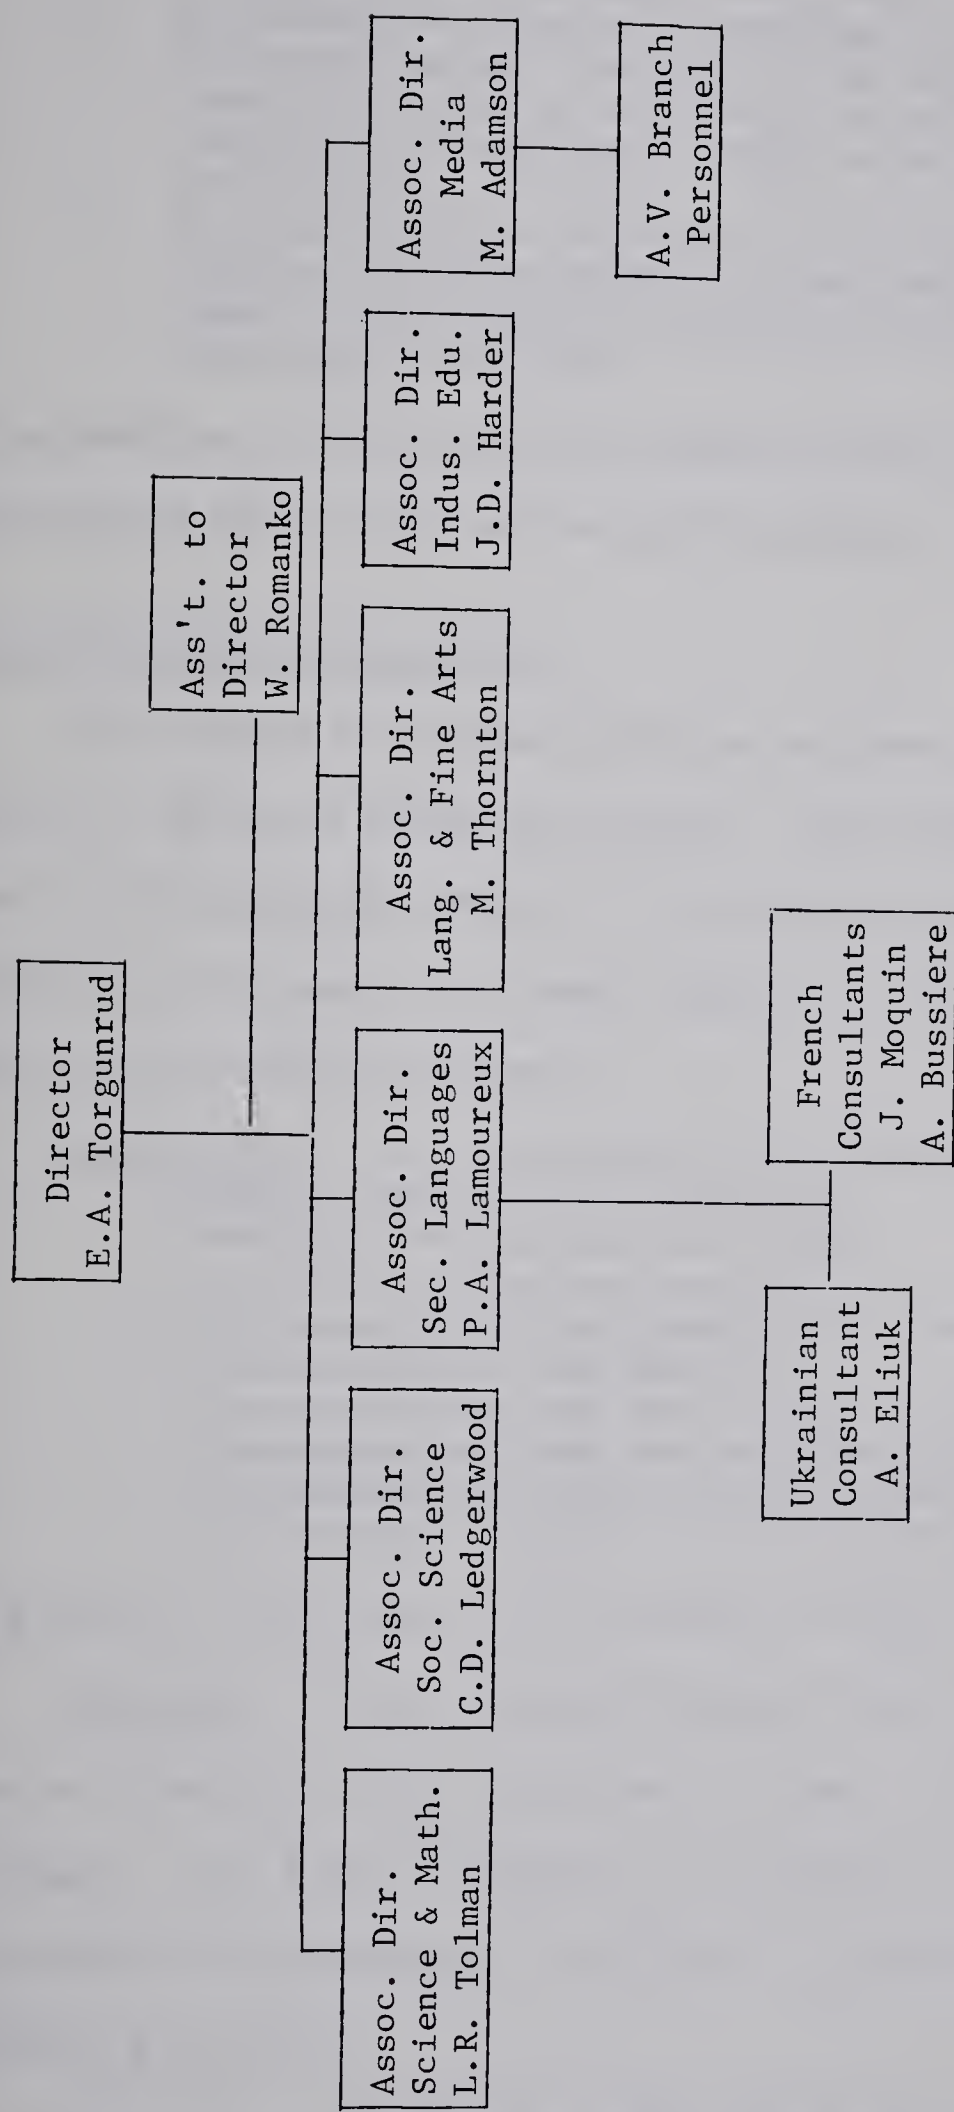 Director
E.A. Torgunrud
Ass't. to
Director
W. Romanko
Assoc. Dir.
Science & Math.
L.R. Tolman
Assoc. Dir.
Soc. Science
C.D. Ledgerwood
Assoc. Dir.
Sec. Languages
P.A. Lamoureux
Assoc. Dir.
Lang. & Fine Arts
M. Thornton
Assoc. Dir.
Indus. Edu.
J.D. Harder
Assoc. Dir.
Media
M. Adamson
Ukrainian
Consultant
A. Eliuk
French
Consultants
J. Moquin
A. Bussiere
A.V. Branch
Personnel